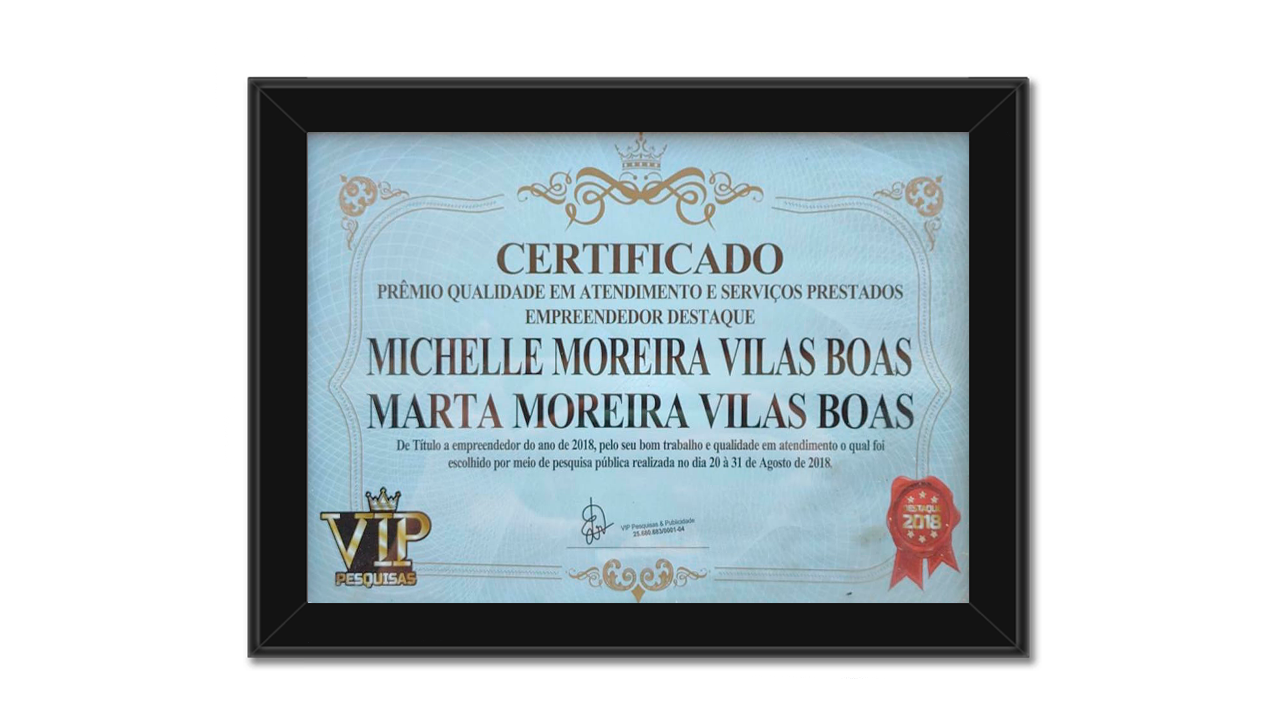 CERTIFICADO
PRÊMIO QUALIDADE EM ATENDIMENTO E SERVIÇOS PRESTADOS
EMPREENDEDOR DESTAQUE
MICHELLE MOREIRA VILAS BOAS
MARTA MOREIRA VILAS BOAS
De Título a empreendedor do ano de 2018, pelo seu bom trabalho e qualidade em atendimento o qual foi
escolhido por meio de pesquisa pública realizada no dia 20 à 31 de Agosto de 2018.
VIP Pesquisas & Publicidade
25.680.883/0001-04
VIP
PESQUISAS
DESTAQUE
2018